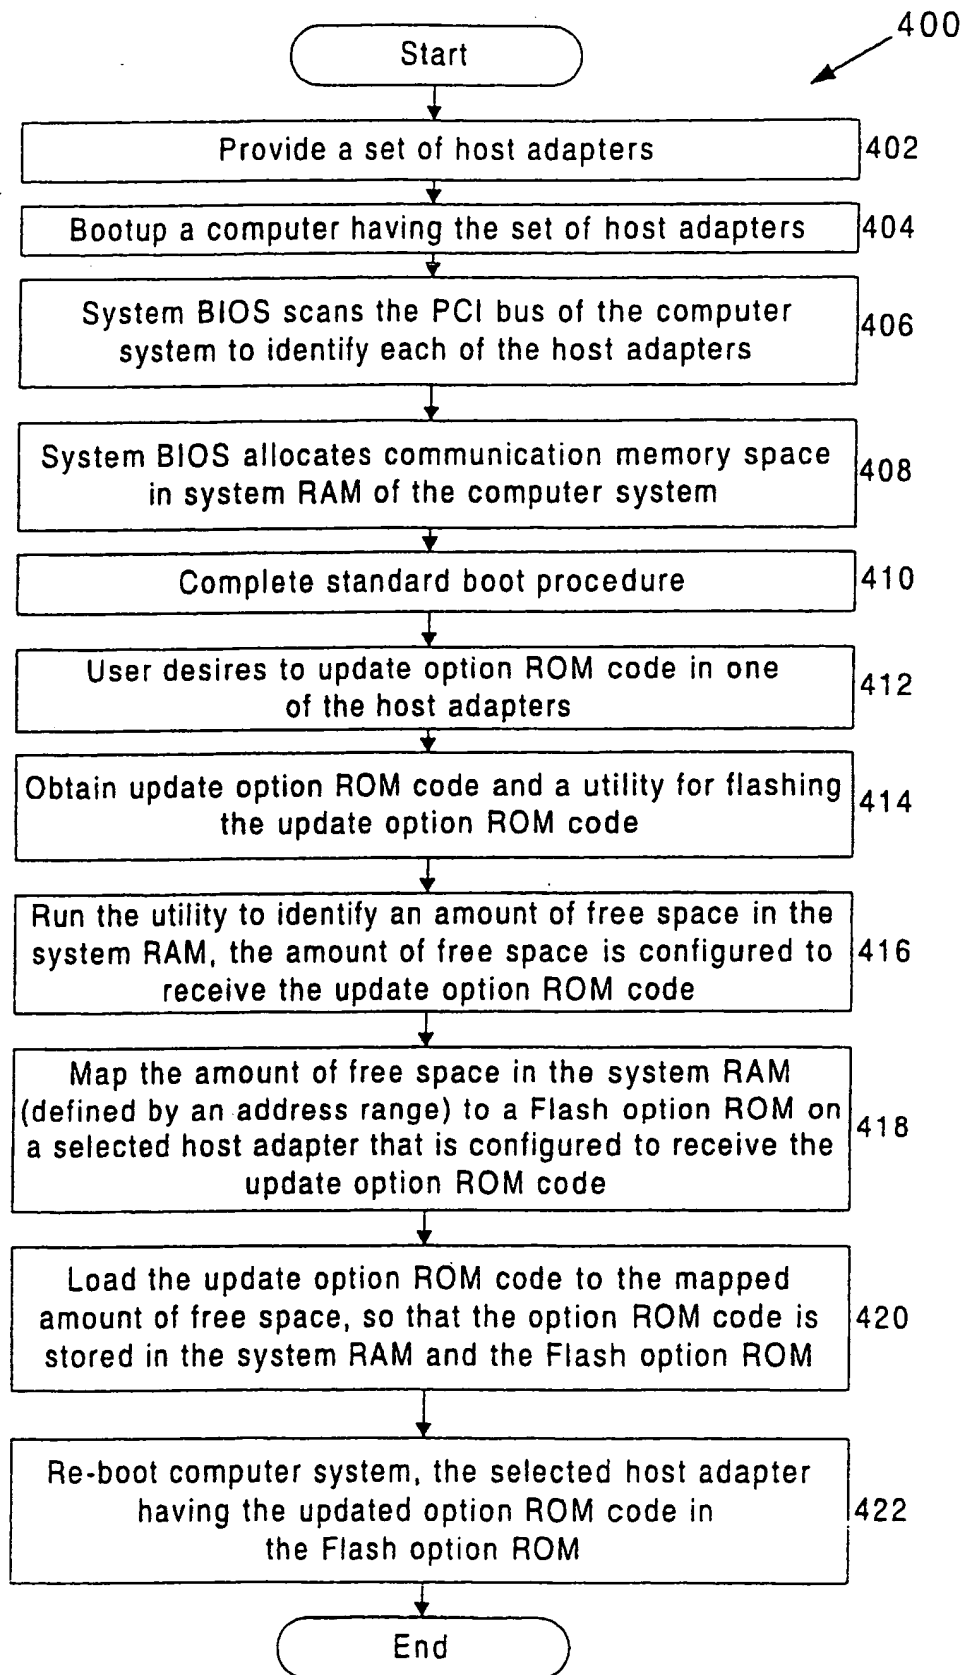 400
Start
Provide a set of host adapters
402
Bootup a computer having the set of host adapters
404
System BIOS scans the PCI bus of the computer
system to identify each of the host adapters
406
System BIOS allocates communication memory space
in system RAM of the computer system
408
Complete standard boot procedure
410
User desires to update option ROM code in one
of the host adapters
412
Obtain update option ROM code and a utility for flashing
the update option ROM code
414
Run the utility to identify an amount of free space in the
system RAM, the amount of free space is configured to
receive the update option ROM code
416
Map the amount of free space in the system RAM
(defined by an address range) to a Flash option ROM on
a selected host adapter that is configured to receive the
update option ROM code
418
Load the update option ROM code to the mapped
amount of free space, so that the option ROM code is
stored in the system RAM and the Flash option ROM
420
Re-boot computer system, the selected host adapter
having the updated option ROM code in
the Flash option ROM
422
End